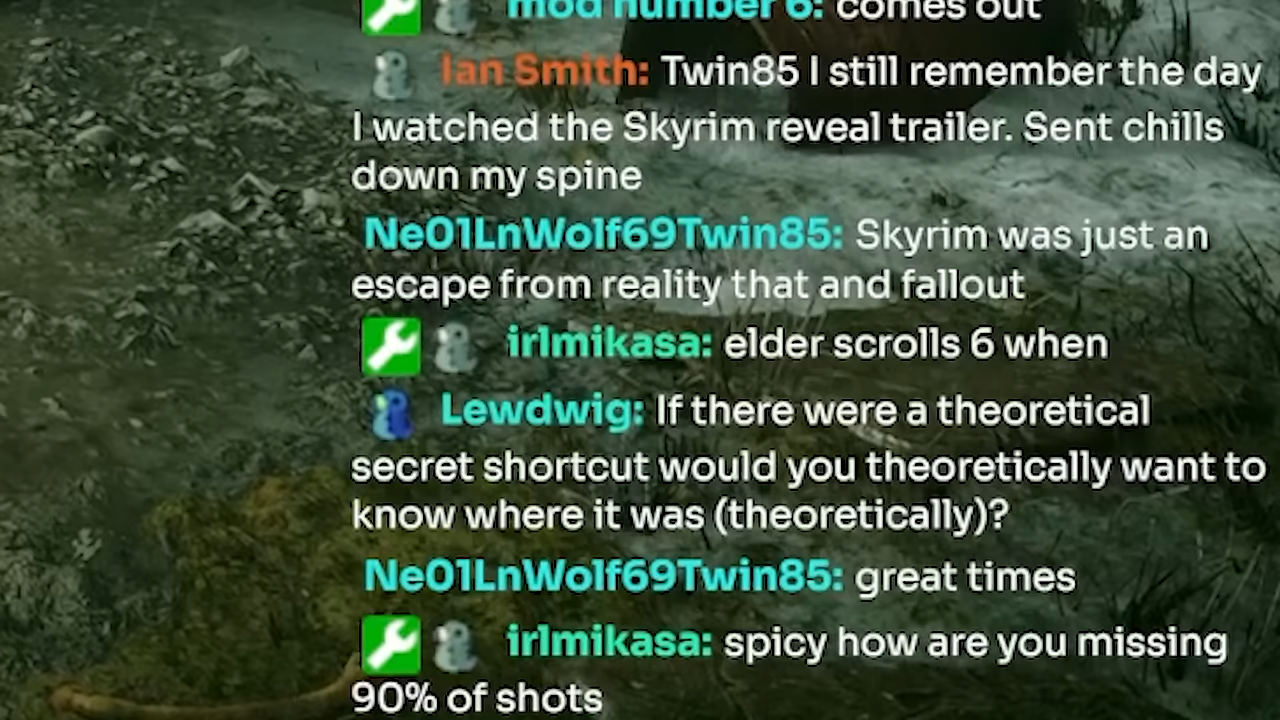 mod number 6: comes out
Ian Smith: Twin85 I still remember the day
I watched the Skyrim reveal trailer. Sent chills
down my spine
Ne01LnWolf69Twin85: Skyrim was just an
escape from reality that and fallout
irlmikasa: elder scrolls 6 when
Lewdwig: If there were a theoretical
secret shortcut would you theoretically want to
know where it was (theoretically)?
Ne01LnWolf69Twin85: great times
irlmikasa: spicy how are you missing
90% of shots